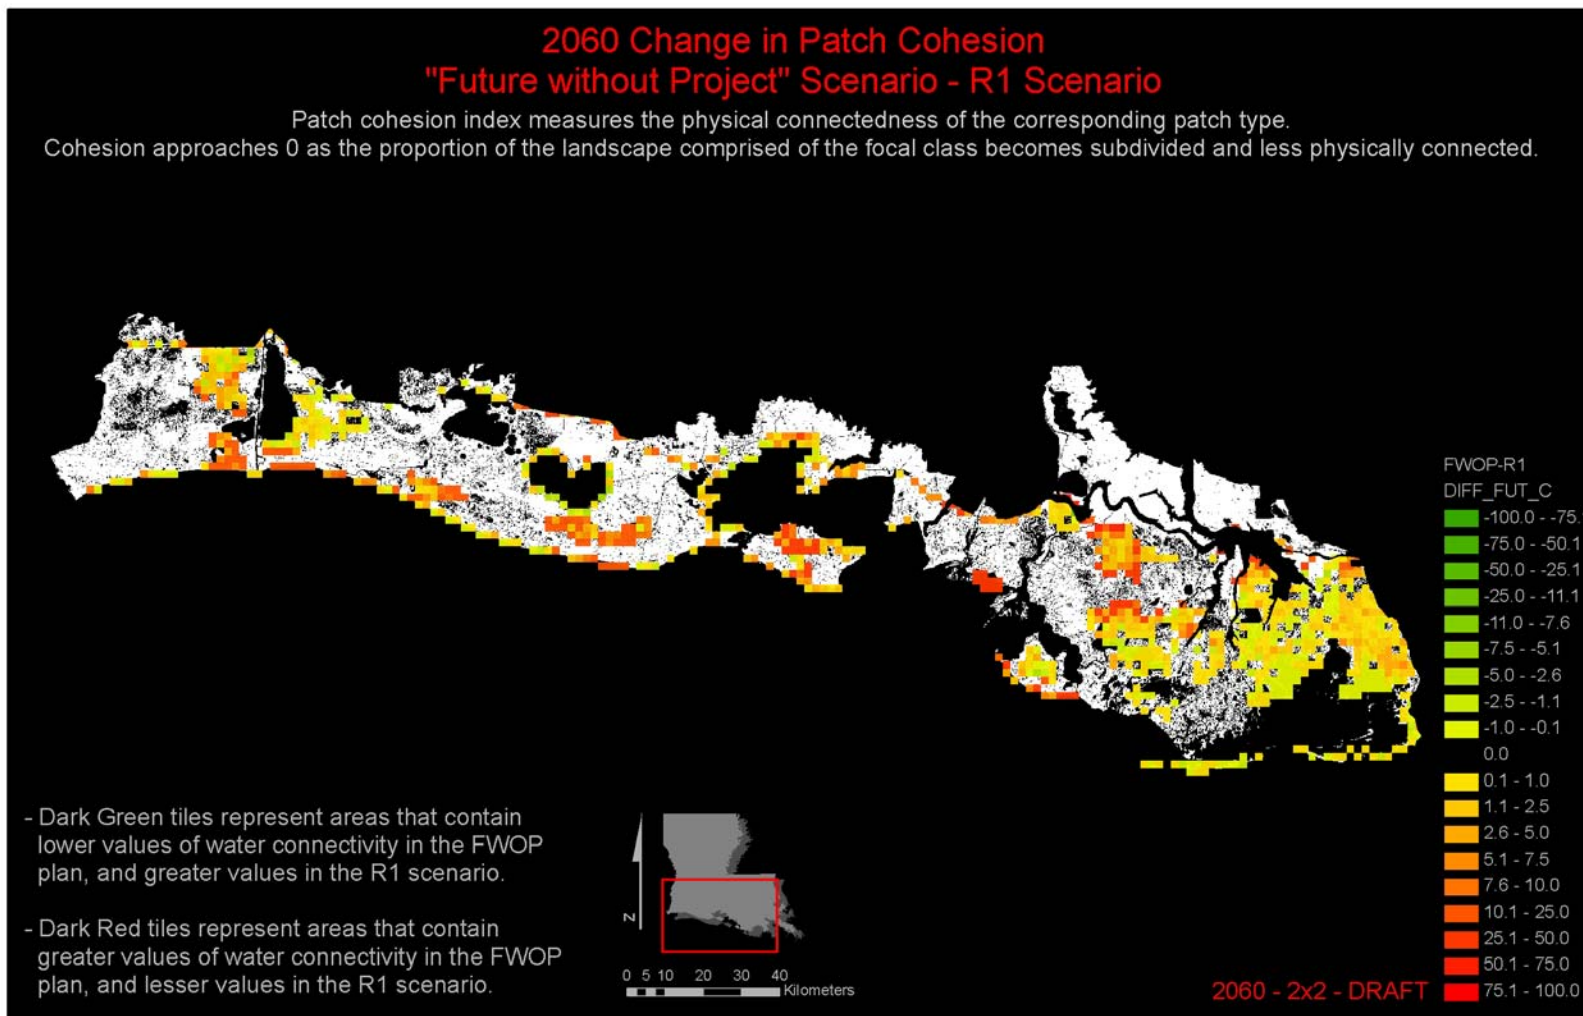 2060 Change in Patch Cohesion
"Future without Project" Scenario - R1 Scenario
Patch cohesion index measures the physical connectedness of the corresponding patch type.
Cohesion approaches 0 as the proportion of the landscape comprised of the focal class becomes subdivided and less physically connected.
FWOP-R1
DIFF_FUT_C
-100.0 - -75.
-75.0 - -50.1
-50.0 - -25.1
-25.0 - -11.1
-11.0 - -7.6
-7.5 - -5.1
-5.0 - -2.6
-2.5 - -1.1
-1.0 - -0.1
0.0
0.1 - 1.0
1.1 - 2.5
2.6 - 5.0
5.1 - 7.5
7.6 - 10.0
10.1 - 25.0
25.1 - 50.0
50.1 - 75.0
75.1 - 100.0
- Dark Green tiles represent areas that contain
lower values of water connectivity in the FWOP
plan, and greater values in the R1 scenario.
- Dark Red tiles represent areas that contain
greater values of water connectivity in the FWOP
plan, and lesser values in the R1 scenario.
N
0 5 10 20 30 40
Kilometers
2060 - 2x2 - DRAFT